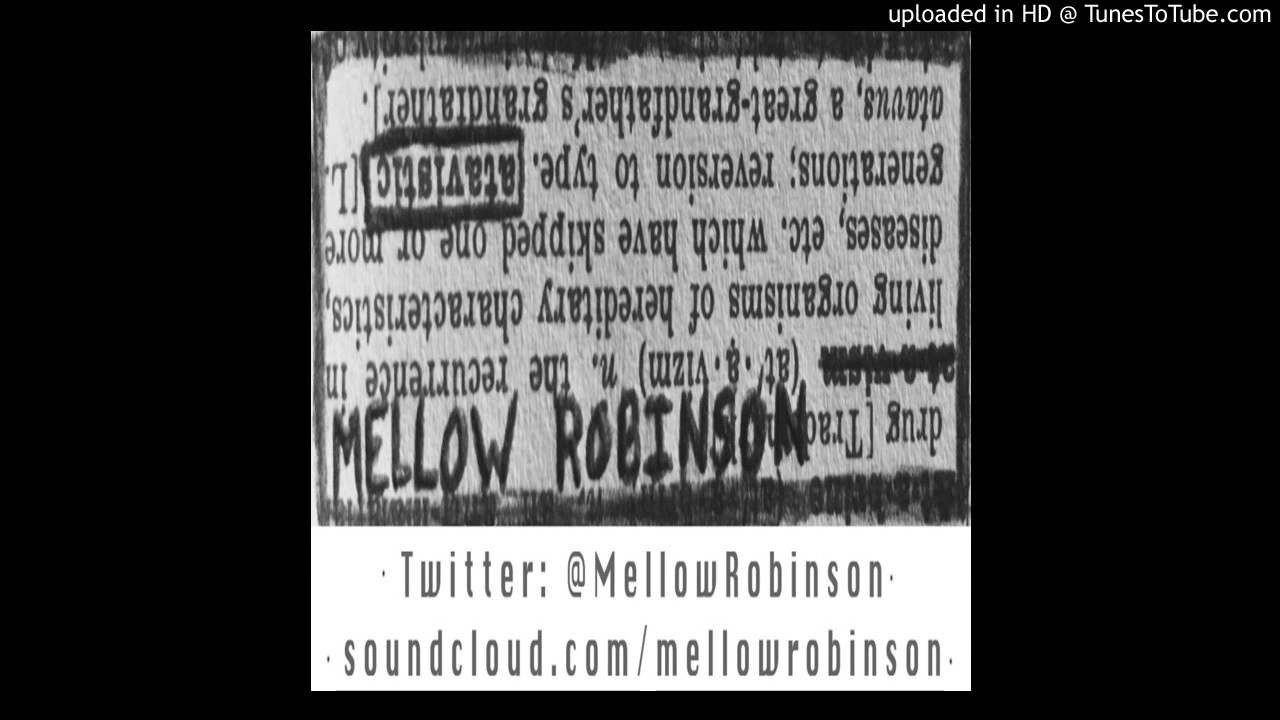 uploaded in HD @ TunesToTube.com
drug [Trad
(at'.ạ.vizm) n. the recurrence in
living organisms of hereditary characteristics,
diseases, etc. which have skipped one or more
generations; reversion to type. atavistic [L.
atavus, a great-grandfather's grandfather].
MELLOW ROBINSON
· Twitter: @MellowRobinson·
· soundcloud.com/mellowrobinson·